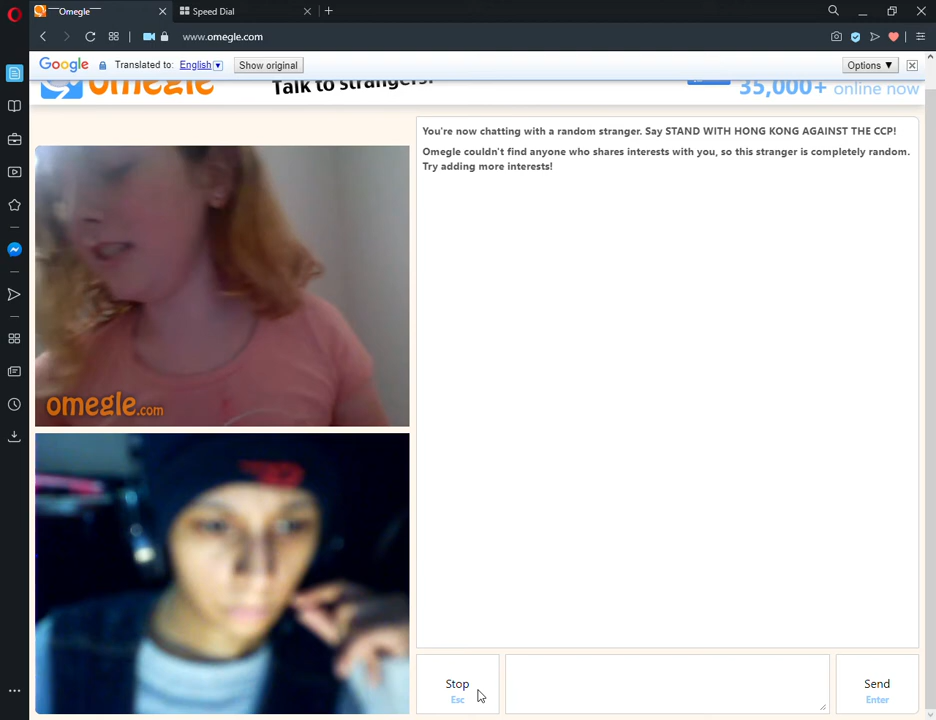 Omegle
Speed Dial
www.omegle.com
Google Translated to: English▼ Show original Options ▼
omegle Talk to strangers! 35,000+ online now
You're now chatting with a random stranger. Say STAND WITH HONG KONG AGAINST THE CCP!
Omegle couldn't find anyone who shares interests with you, so this stranger is completely random.
Try adding more interests!
omegle.com
Stop
Esc
Send
Enter